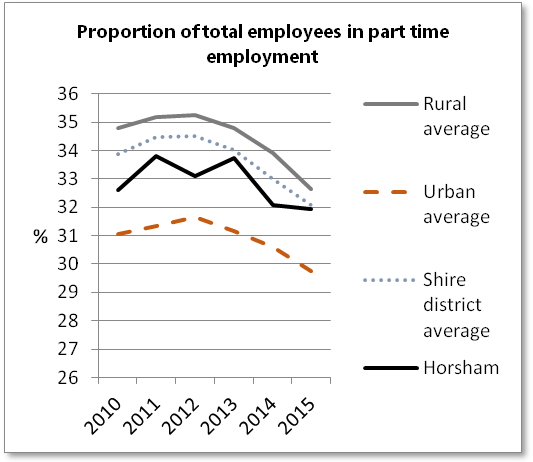 Proportion of total employees in part time
employment
36
35
34
33
32
31
30
29
28
27
26
%
2010
2011
2012
2013
2014
2015
Rural
average
Urban
average
Shire
district
average
Horsham